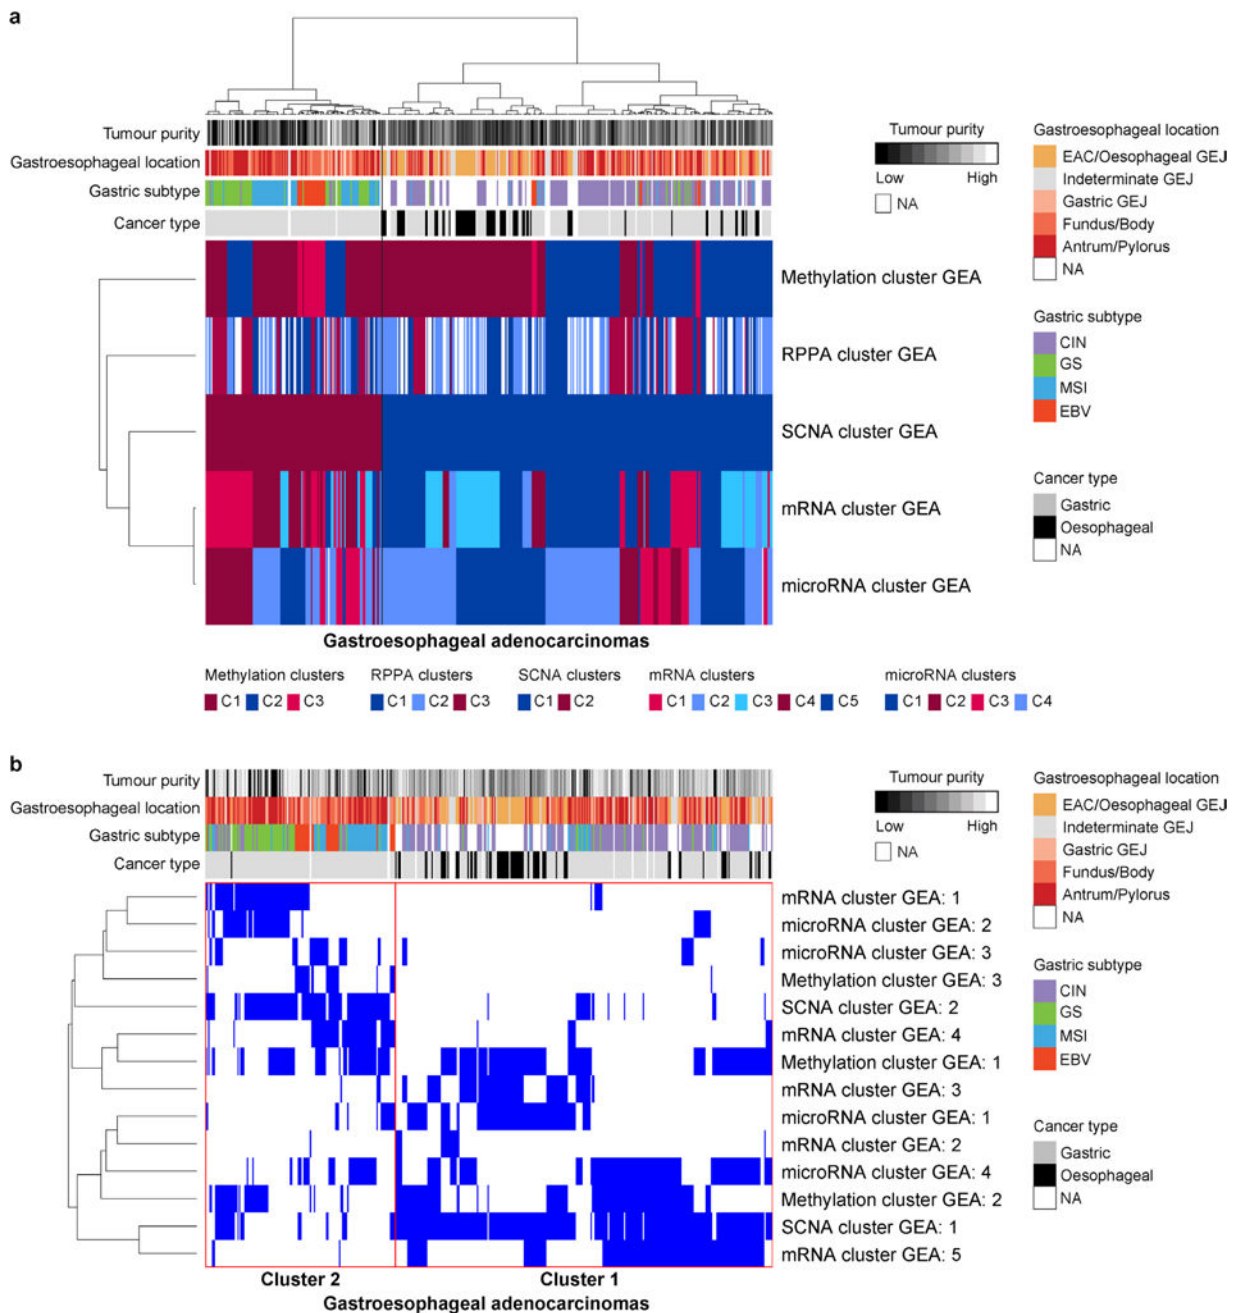 a
Tumour purity
Gastroesophageal location
Gastric subtype
Cancer type
Methylation cluster GEA
RPPA cluster GEA
SCNA cluster GEA
mRNA cluster GEA
microRNA cluster GEA
Gastroesophageal adenocarcinomas
Tumour purity
Low High
NA
Gastroesophageal location
EAC/Oesophageal GEJ
Indeterminate GEJ
Gastric GEJ
Fundus/Body
Antrum/Pylorus
NA
Gastric subtype
CIN
GS
MSI
EBV
Cancer type
Gastric
Oesophageal
NA
Methylation clusters
C1 C2 C3
RPPA clusters
C1 C2 C3
SCNA clusters
C1 C2
mRNA clusters
C1 C2 C3 C4 C5
microRNA clusters
C1 C2 C3 C4
b
Tumour purity
Gastroesophageal location
Gastric subtype
Cancer type
mRNA cluster GEA: 1
microRNA cluster GEA: 2
microRNA cluster GEA: 3
Methylation cluster GEA: 3
SCNA cluster GEA: 2
mRNA cluster GEA: 4
Methylation cluster GEA: 1
mRNA cluster GEA: 3
microRNA cluster GEA: 1
mRNA cluster GEA: 2
microRNA cluster GEA: 4
Methylation cluster GEA: 2
SCNA cluster GEA: 1
mRNA cluster GEA: 5
Cluster 2 Cluster 1
Gastroesophageal adenocarcinomas
Tumour purity
Low High
NA
Gastroesophageal location
EAC/Oesophageal GEJ
Indeterminate GEJ
Gastric GEJ
Fundus/Body
Antrum/Pylorus
NA
Gastric subtype
CIN
GS
MSI
EBV
Cancer type
Gastric
Oesophageal
NA